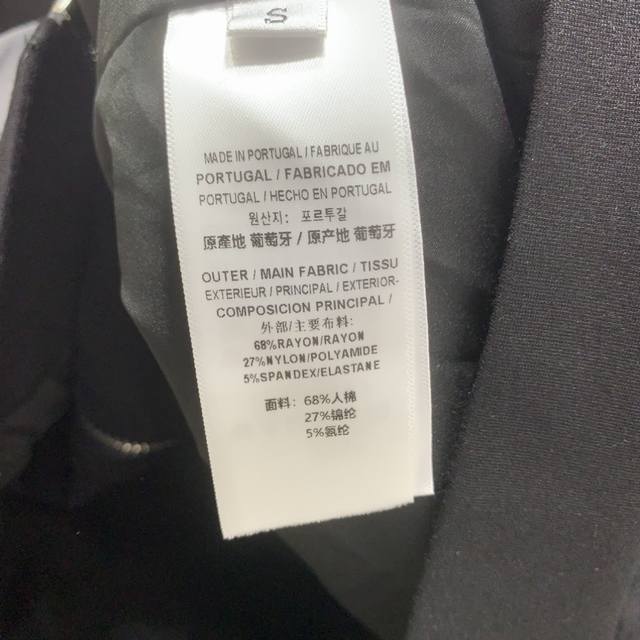 S
MADE IN PORTUGAL / FABRIQUE AU
PORTUGAL / FABRICADO EM
PORTUGAL / HECHO EN PORTUGAL
원산지: 포르투갈
原產地 葡萄牙 / 原产地 葡萄牙
OUTER / MAIN FABRIC / TISSU
EXTERIEUR / PRINCIPAL / EXTERIOR-
COMPOSICION PRINCIPAL /
外部/主要布料:
68%RAYON/RAYON
27%NYLON/POLYAMIDE
5%SPANDEX/ELASTANE
面料: 68%人棉
27%锦纶
5%氨纶